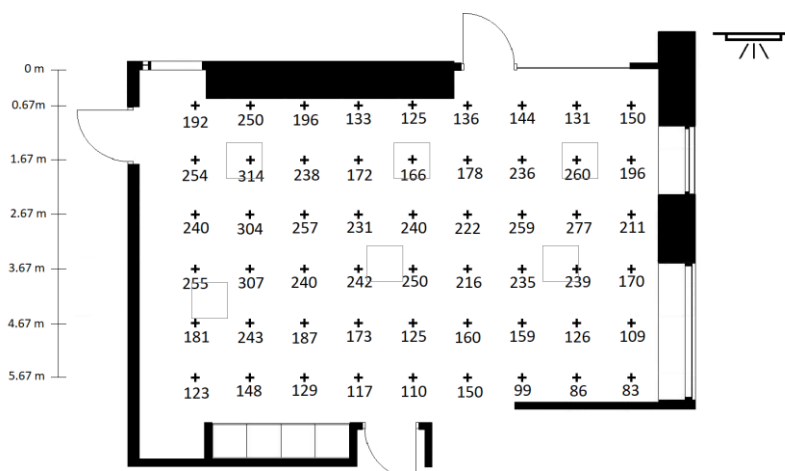 0 m
0.67m
192 250 196 133 125 136 144 131 150
1.67 m
254 314 238 172 166 178 236 260 196
2.67 m
240 304 257 231 240 222 259 277 211
3.67 m
255 307 240 242 250 216 235 239 170
4.67 m
181 243 187 173 125 160 159 126 109
5.67 m
123 148 129 117 110 150 99 86 83